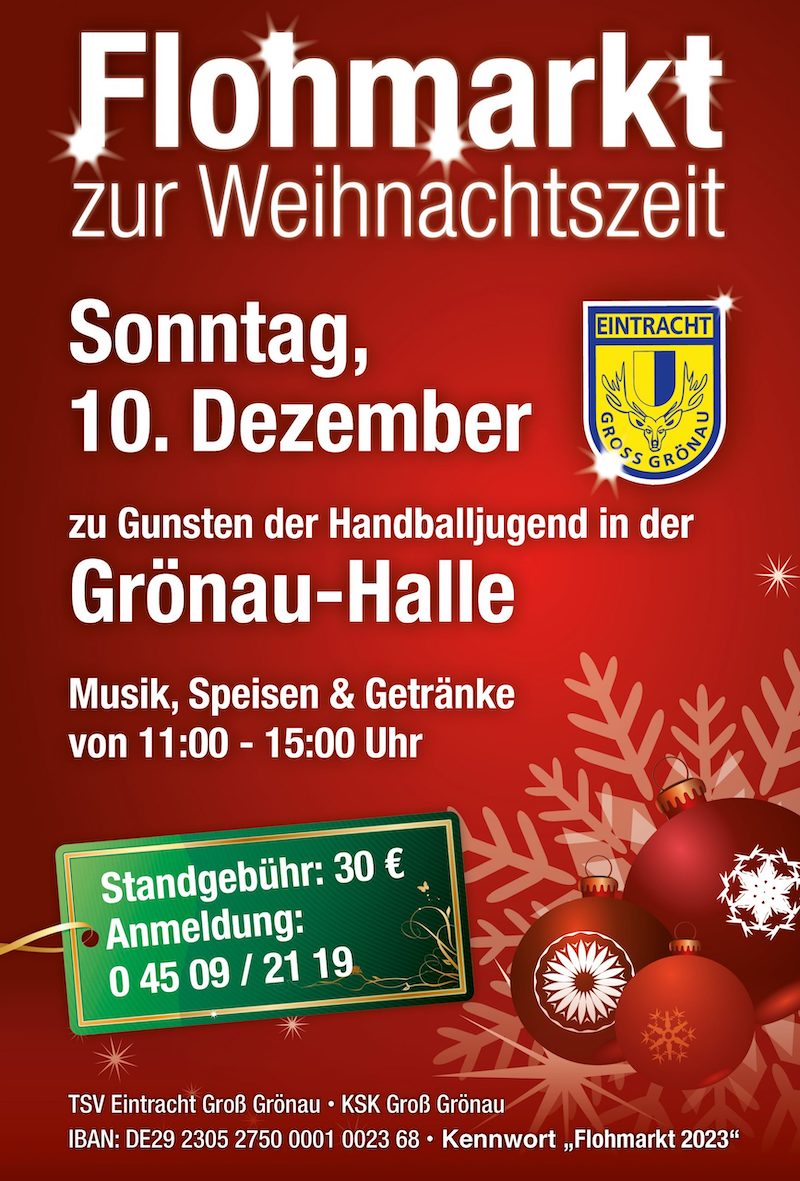 Flohmarkt
zur Weihnachtszeit
Sonntag,
10. Dezember
EINTRACHT
GROSS GRÖNAU
zu Gunsten der Handballjugend in der
Grönau-Halle
Musik, Speisen & Getränke
von 11:00 - 15:00 Uhr
Standgebühr: 30 €
Anmeldung:
0 45 09 / 21 19
TSV Eintracht Groß Grönau • KSK Groß Grönau
IBAN: DE29 2305 2750 0001 0023 68 • Kennwort „Flohmarkt 2023“